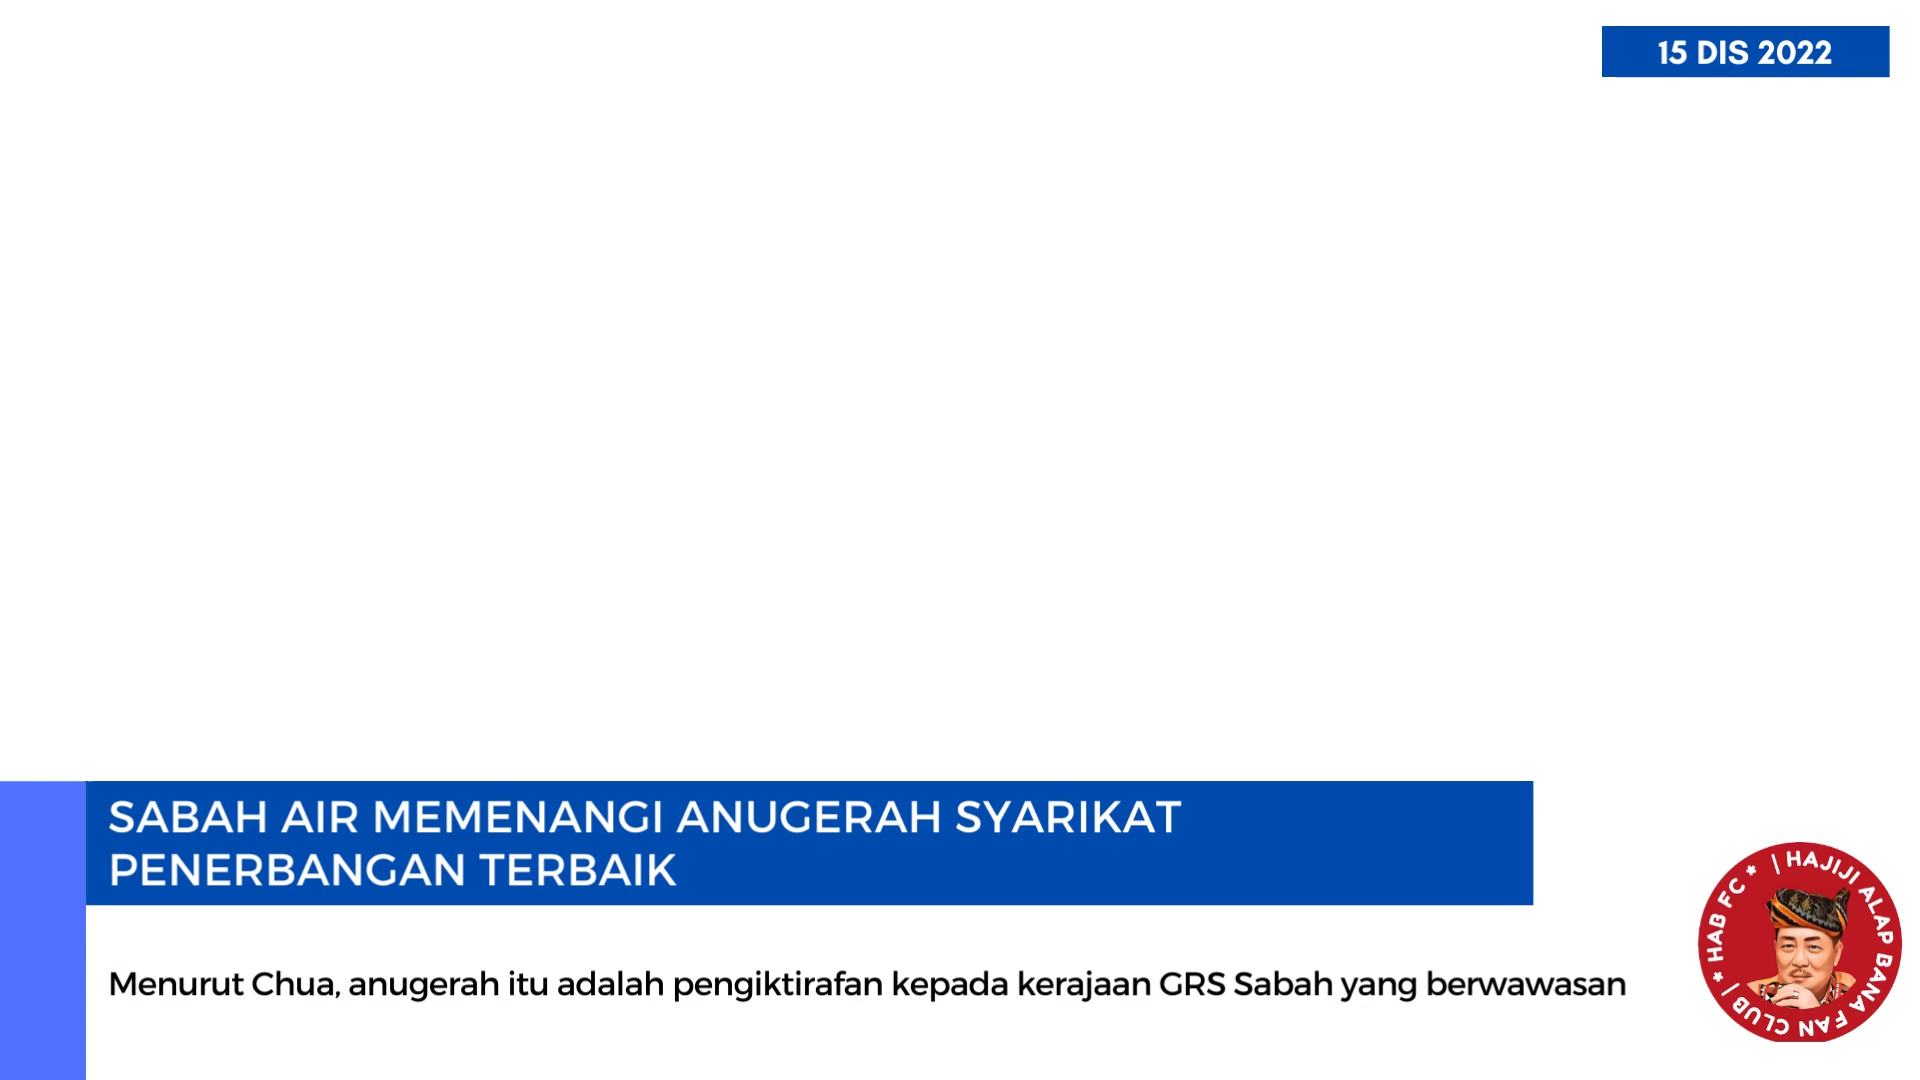 15 DIS 2022
SABAH AIR MEMENANGI ANUGERAH SYARIKAT
PENERBANGAN TERBAIK
Menurut Chua, anugerah itu adalah pengiktirafan kepada kerajaan GRS Sabah yang berwawasan
| HAJIJI ALAP BANA FAN CLUB | * HAB FC *